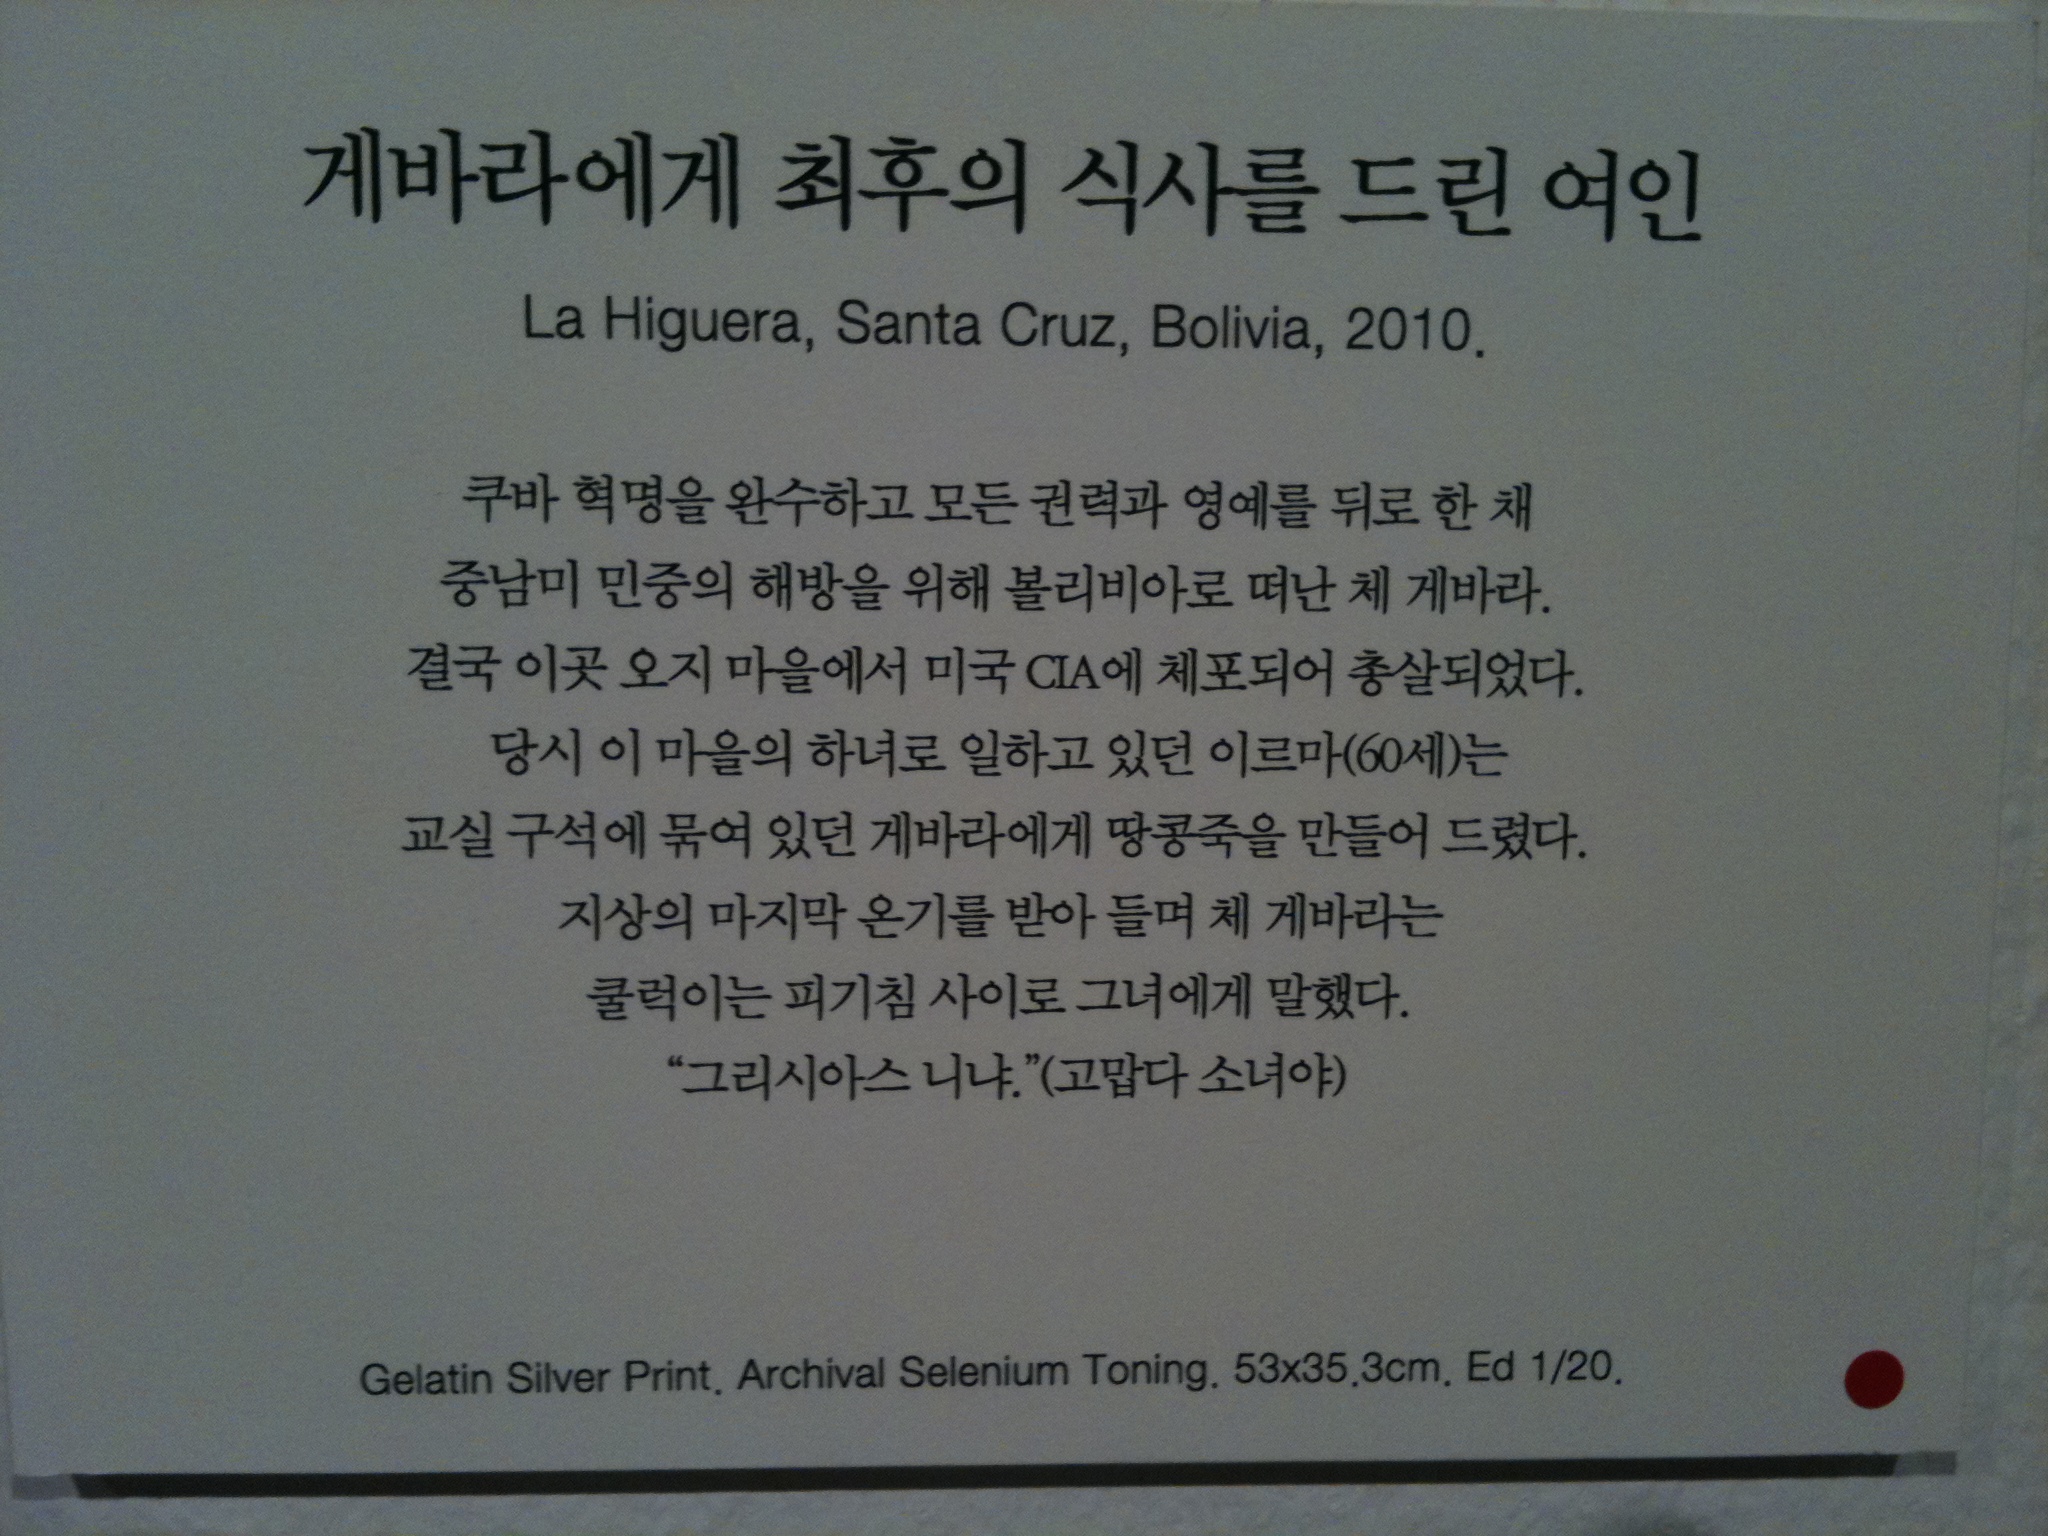 게바라에게 최후의 식사를 드린 여인
La Higuera, Santa Cruz, Bolivia, 2010.
쿠바 혁명을 완수하고 모든 권력과 영예를 뒤로 한 채
중남미 민중의 해방을 위해 볼리비아로 떠난 체 게바라.
결국 이곳 오지 마을에서 미국 CIA에 체포되어 총살되었다.
당시 이 마을의 하녀로 일하고 있던 이르마(60세)는
교실 구석에 묶여 있던 게바라에게 땅콩죽을 만들어 드렸다.
지상의 마지막 온기를 받아 들며 체 게바라는
쿨럭이는 피기침 사이로 그녀에게 말했다.
“그리시아스 니냐.”(고맙다 소녀야)
Gelatin Silver Print. Archival Selenium Toning. 53x35.3cm. Ed 1/20.